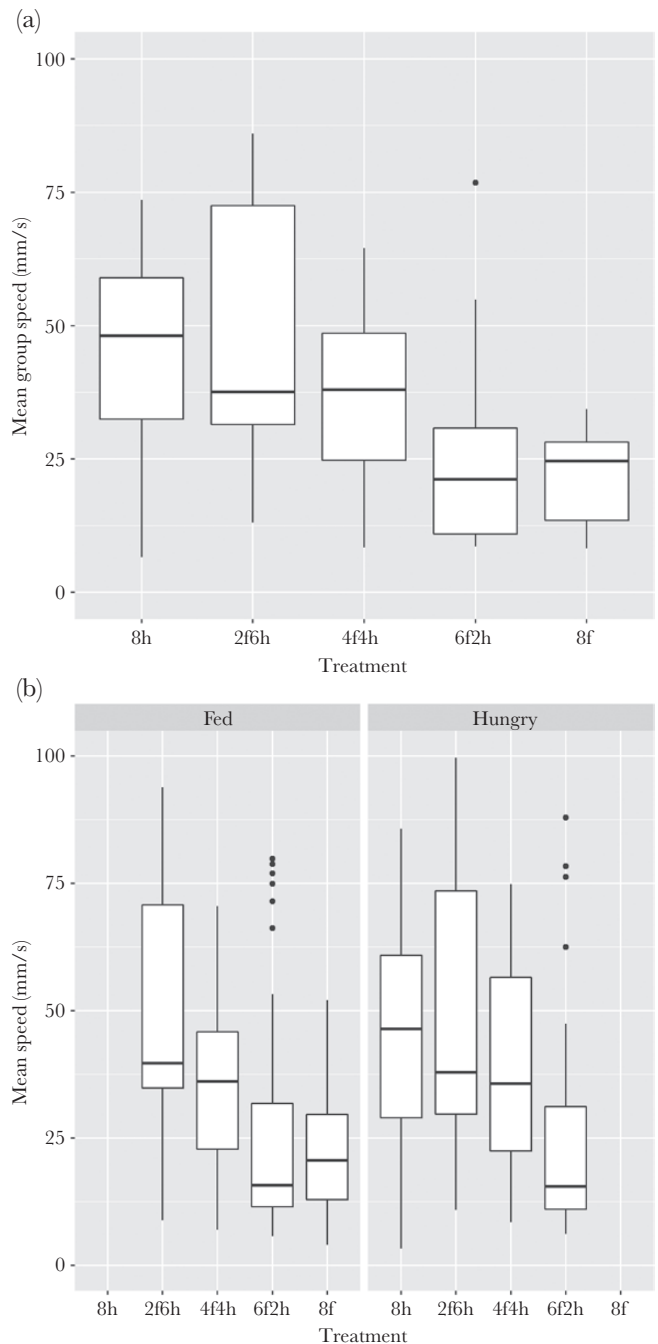 (a)
100
75
50
25
0
Mean group speed (mm/s)
8h 2f6h 4f4h 6f2h 8f
Treatment
(b)
Fed Hungry
100
75
50
25
0
Mean speed (mm/s)
8h 2f6h 4f4h 6f2h 8f 8h 2f6h 4f4h 6f2h 8f
Treatment